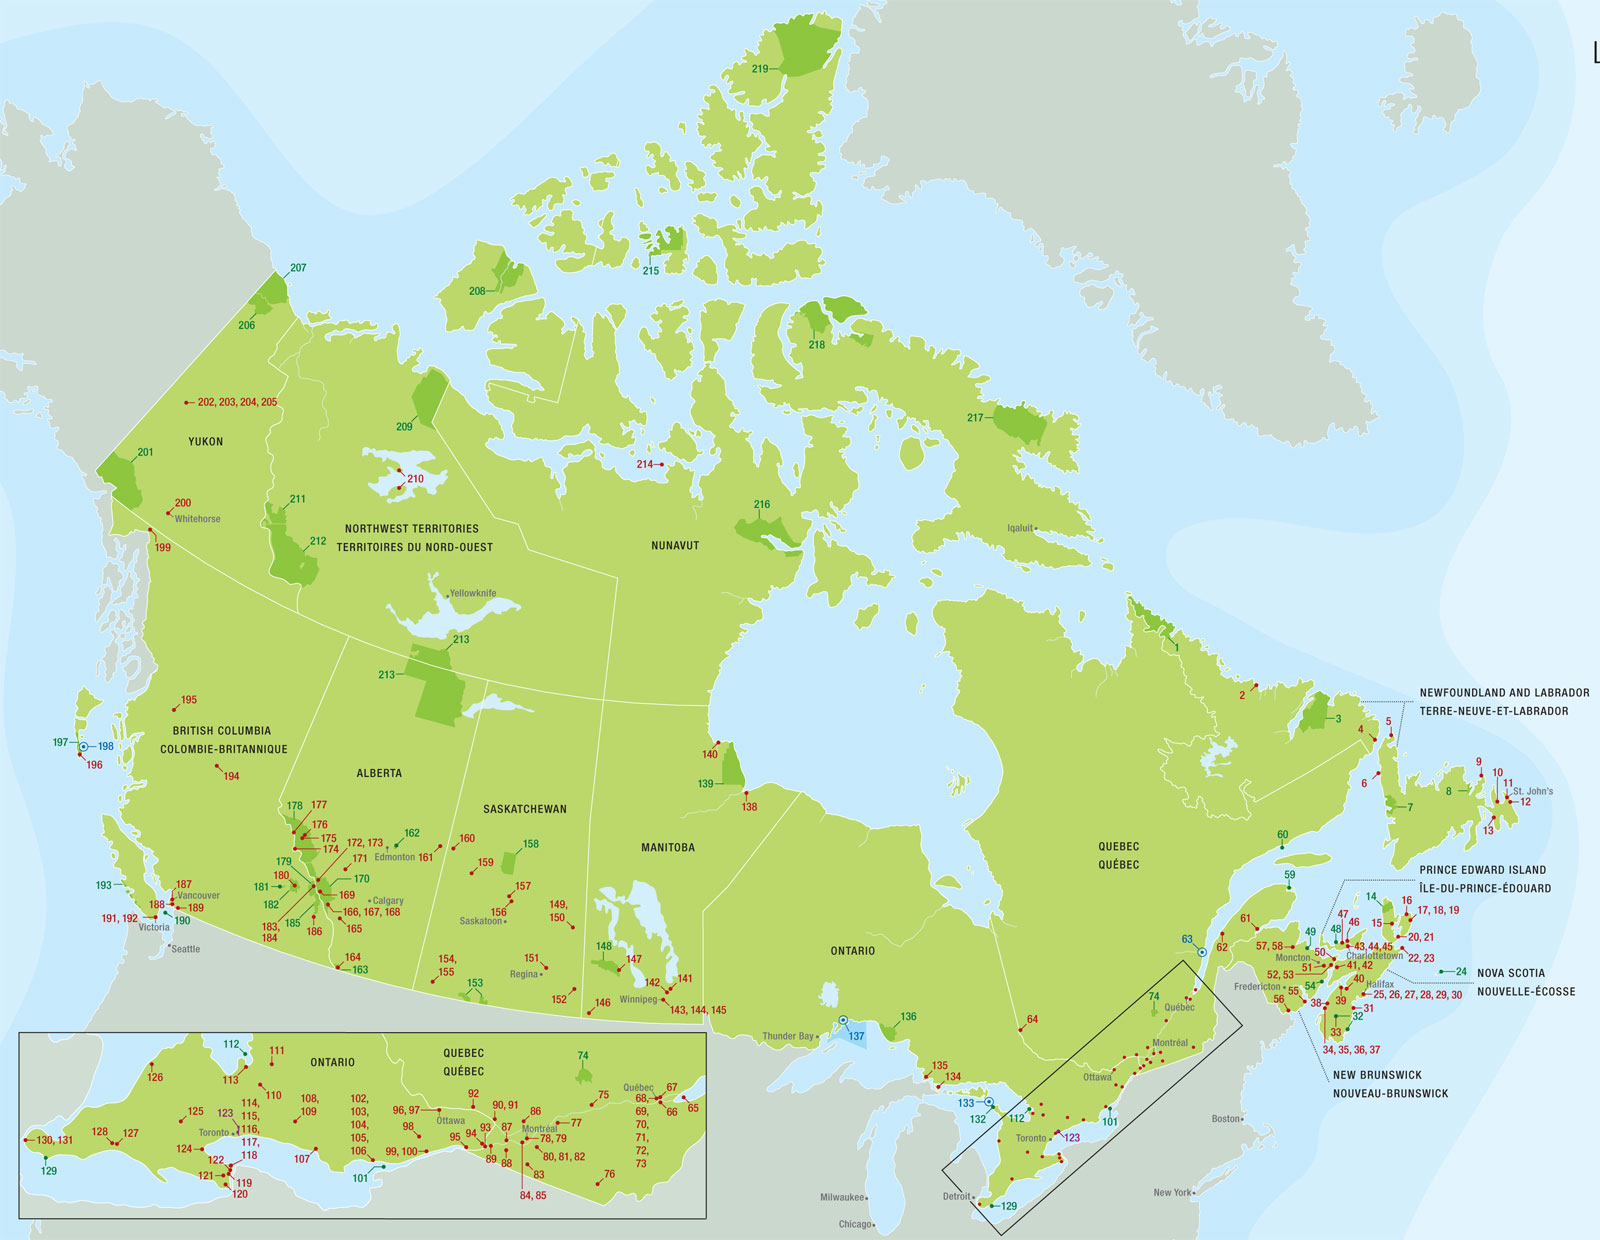 L
219
215
207
206
208
218
217
209
202, 203, 204, 205
YUKON
201
214
210
211
200
Whitehorse
199
212
216
NORTHWEST TERRITORIES
TERRITOIRES DU NORD-OUEST
NUNAVUT
Iqaluit
Yellowknife
213
213
1
2
3
4
5
6
7
8
9
10
11
St. John's
12
13
NEWFOUNDLAND AND LABRADOR
TERRE-NEUVE-ET-LABRADOR
195
BRITISH COLUMBIA
COLOMBIE-BRITANNIQUE
197
198
196
194
ALBERTA
SASKATCHEWAN
MANITOBA
140
139
138
QUEBEC
QUÉBEC
ONTARIO
178
177
176
175
174
172, 173
171
179
180
181
182
183,
184
185
186
170
169
166, 167, 168
165
164
163
162
Edmonton
Calgary
161
160
159
158
157
156
Saskatoon
149,
150
154,
155
153
151
Regina
152
148
147
146
142
141
Winnipeg
143, 144, 145
193
187
Vancouver
188
189
190
191, 192
Victoria
Seattle
60
59
PRINCE EDWARD ISLAND
ÎLE-DU-PRINCE-ÉDOUARD
14
15
16
17, 18, 19
20, 21
22, 23
24
NOVA SCOTIA
NOUVELLE-ÉCOSSE
61
62
63
57, 58
49
48
47
46
43, 44, 45
Charlottetown
50
Moncton
51
41, 42
52, 53
54
Fredericton
55
56
38
39
40
Halifax
25, 26, 27, 28, 29, 30
31
32
33
34, 35, 36, 37
NEW BRUNSWICK
NOUVEAU-BRUNSWICK
64
74
Québec
Montréal
Ottawa
Thunder Bay
137
136
135
134
133
132
112
101
Toronto
123
129
Detroit
Milwaukee
Chicago
Boston
New York
ONTARIO
QUEBEC
QUÉBEC
112
113
111
110
126
125
114,
115,
116,
117,
118
123
Toronto
108,
109
102,
103,
104,
105,
106
107
101
130, 131
129
128
127
124
122
121
119
120
96, 97
Ottawa
98
99, 100
92
90, 91
95
94
93
89
87
88
86
78, 79
Montréal
77
80, 81, 82
83
84, 85
76
75
74
Québec
67
68,
69,
70,
71,
72,
73
66
65